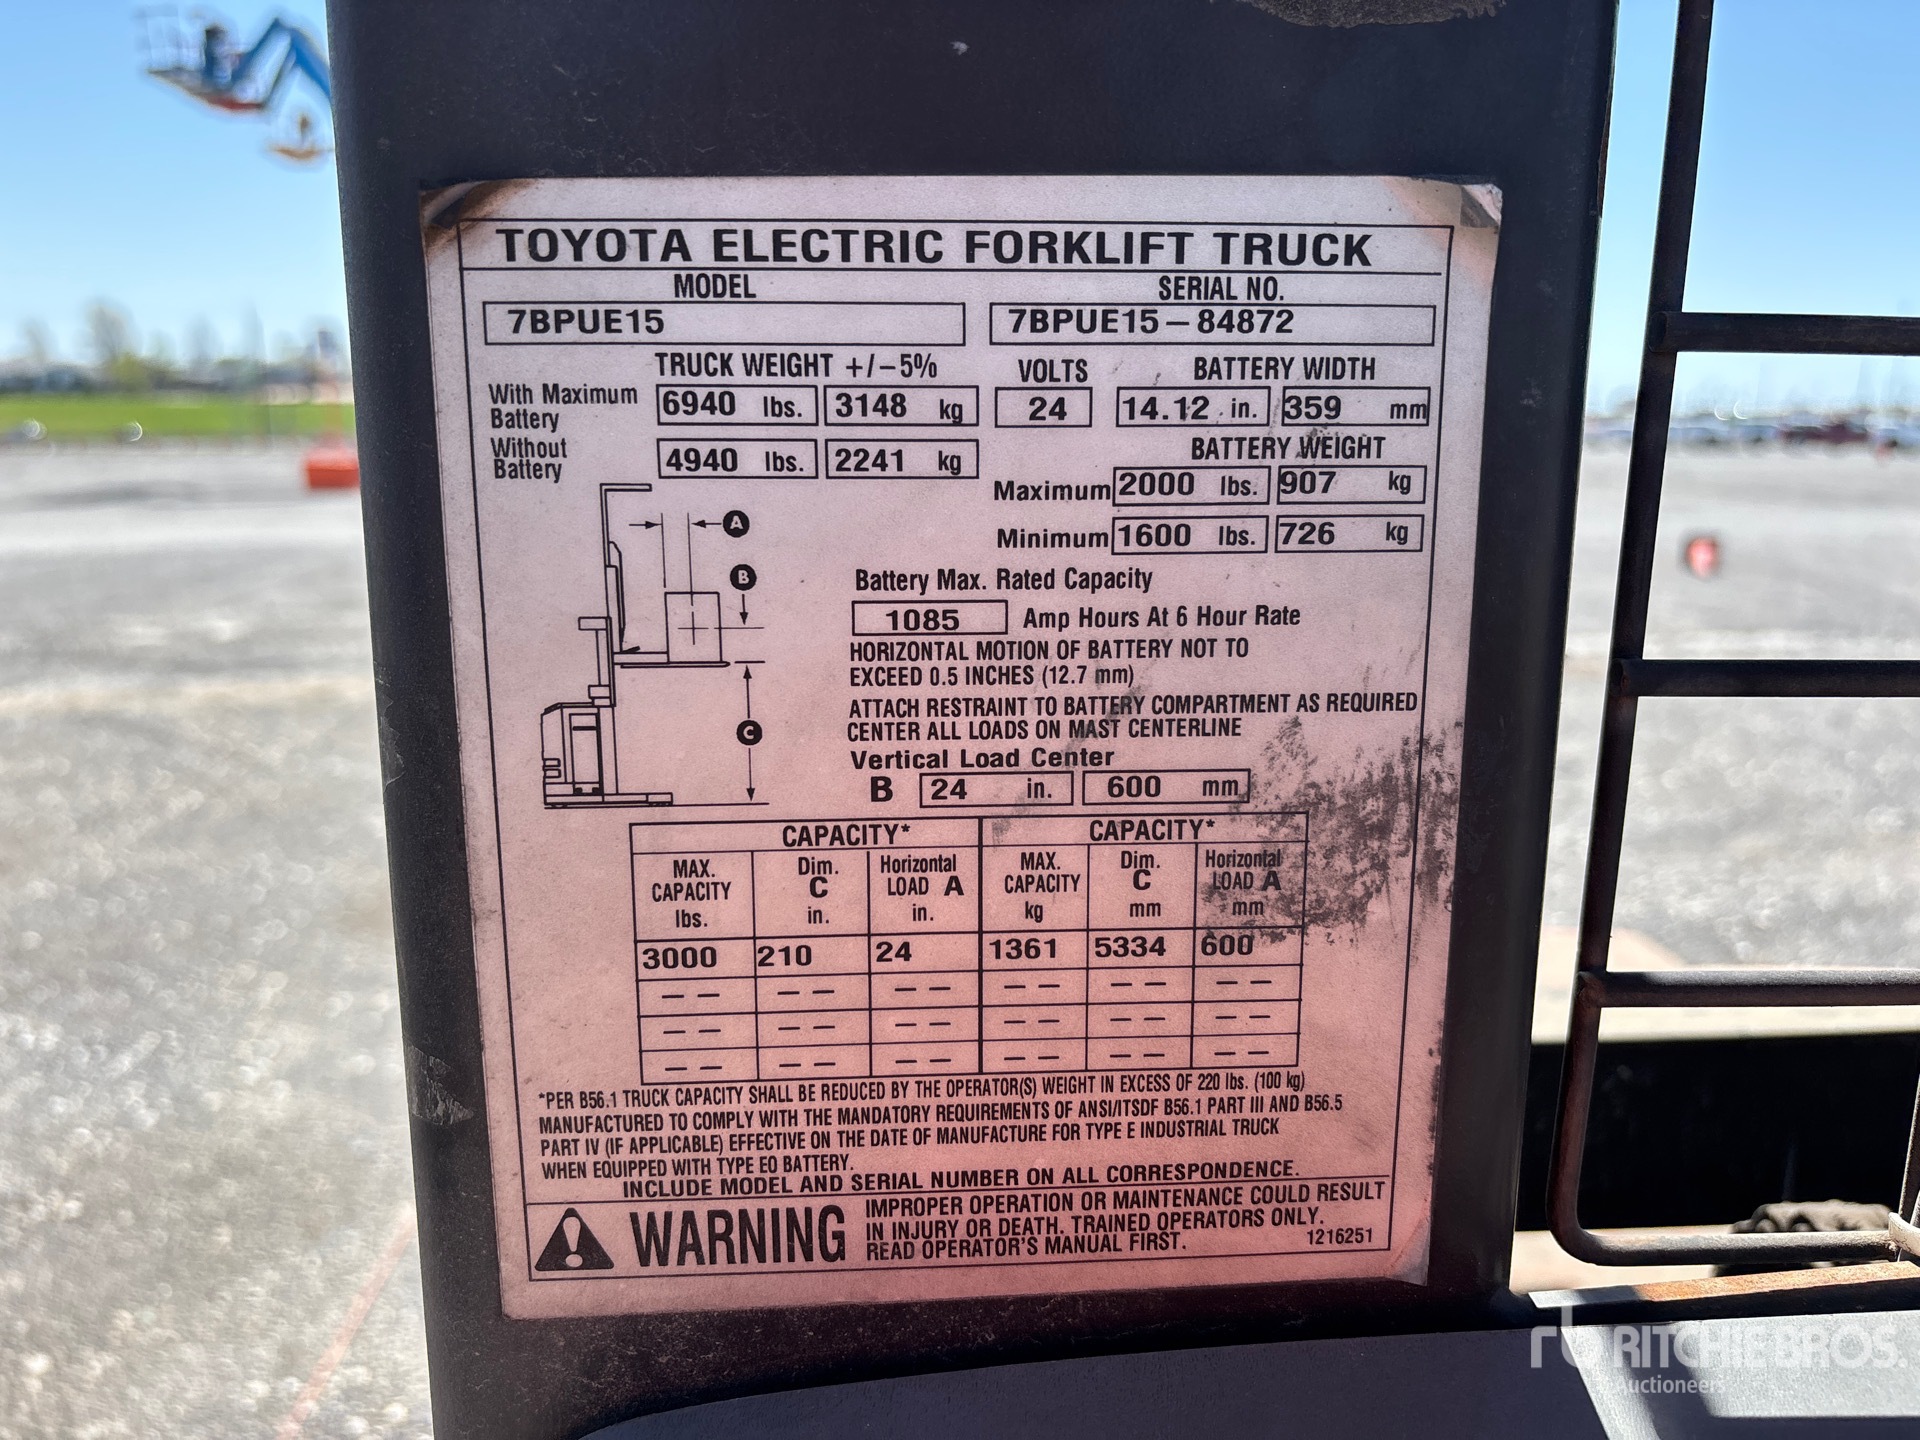 TOYOTA ELECTRIC FORKLIFT TRUCK
MODEL SERIAL NO.
7BPUE15 7BPUE15-84872
TRUCK WEIGHT +/-5% VOLTS BATTERY WIDTH
With Maximum Battery 6940 lbs. 3148 kg 24 14.12 in. 359 mm
Without Battery 4940 lbs. 2241 kg
BATTERY WEIGHT
Maximum 2000 lbs. 907 kg
Minimum 1600 lbs. 726 kg
A
B
C
Battery Max. Rated Capacity
1085 Amp Hours At 6 Hour Rate
HORIZONTAL MOTION OF BATTERY NOT TO
EXCEED 0.5 INCHES (12.7 mm)
ATTACH RESTRAINT TO BATTERY COMPARTMENT AS REQUIRED
CENTER ALL LOADS ON MAST CENTERLINE
Vertical Load Center
B 24 in. 600 mm
CAPACITY* CAPACITY*
MAX. CAPACITY lbs. Dim. C in. Horizontal LOAD A in. MAX. CAPACITY kg Dim. C mm Horizontal LOAD A mm
3000 210 24 1361 5334 600
-- -- -- -- -- --
-- -- -- -- -- --
-- -- -- -- -- --
*PER B56.1 TRUCK CAPACITY SHALL BE REDUCED BY THE OPERATOR(S) WEIGHT IN EXCESS OF 220 lbs. (100 kg)
MANUFACTURED TO COMPLY WITH THE MANDATORY REQUIREMENTS OF ANSI/ITSDF B56.1 PART III AND B56.5
PART IV (IF APPLICABLE) EFFECTIVE ON THE DATE OF MANUFACTURE FOR TYPE E INDUSTRIAL TRUCK
WHEN EQUIPPED WITH TYPE EO BATTERY.
INCLUDE MODEL AND SERIAL NUMBER ON ALL CORRESPONDENCE.
WARNING
IMPROPER OPERATION OR MAINTENANCE COULD RESULT
IN INJURY OR DEATH. TRAINED OPERATORS ONLY.
READ OPERATOR'S MANUAL FIRST. 1216251
rb RITCHIE BROS.
Auctioneers